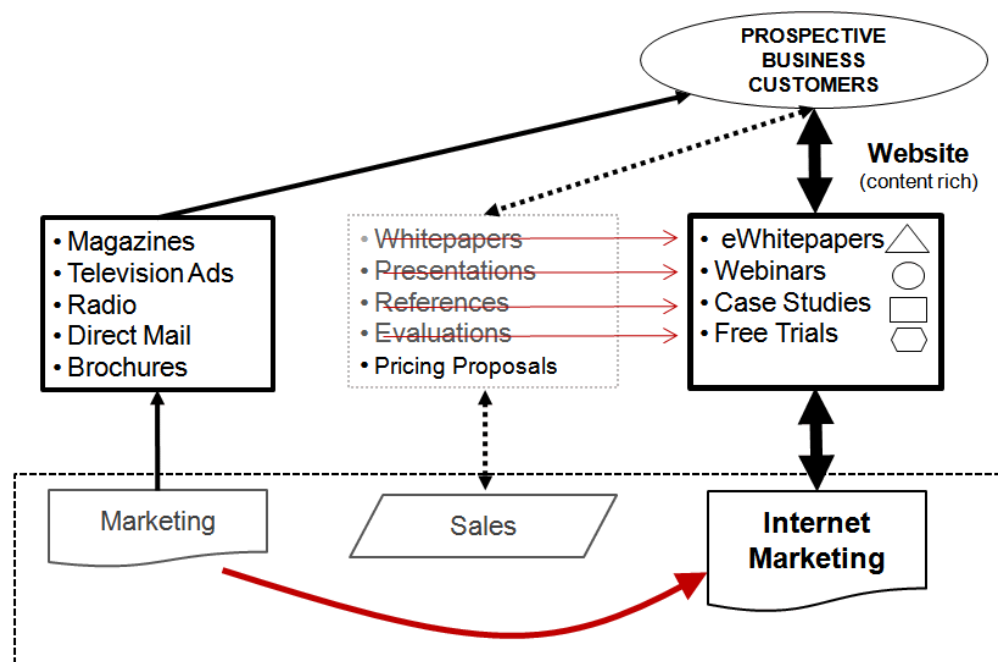 PROSPECTIVE
BUSINESS
CUSTOMERS
Website
(content rich)
• Magazines
• Television Ads
• Radio
• Direct Mail
• Brochures
• Whitepapers
• Presentations
• References
• Evaluations
• Pricing Proposals
• eWhitepapers
• Webinars
• Case Studies
• Free Trials
Marketing
Sales
Internet
Marketing